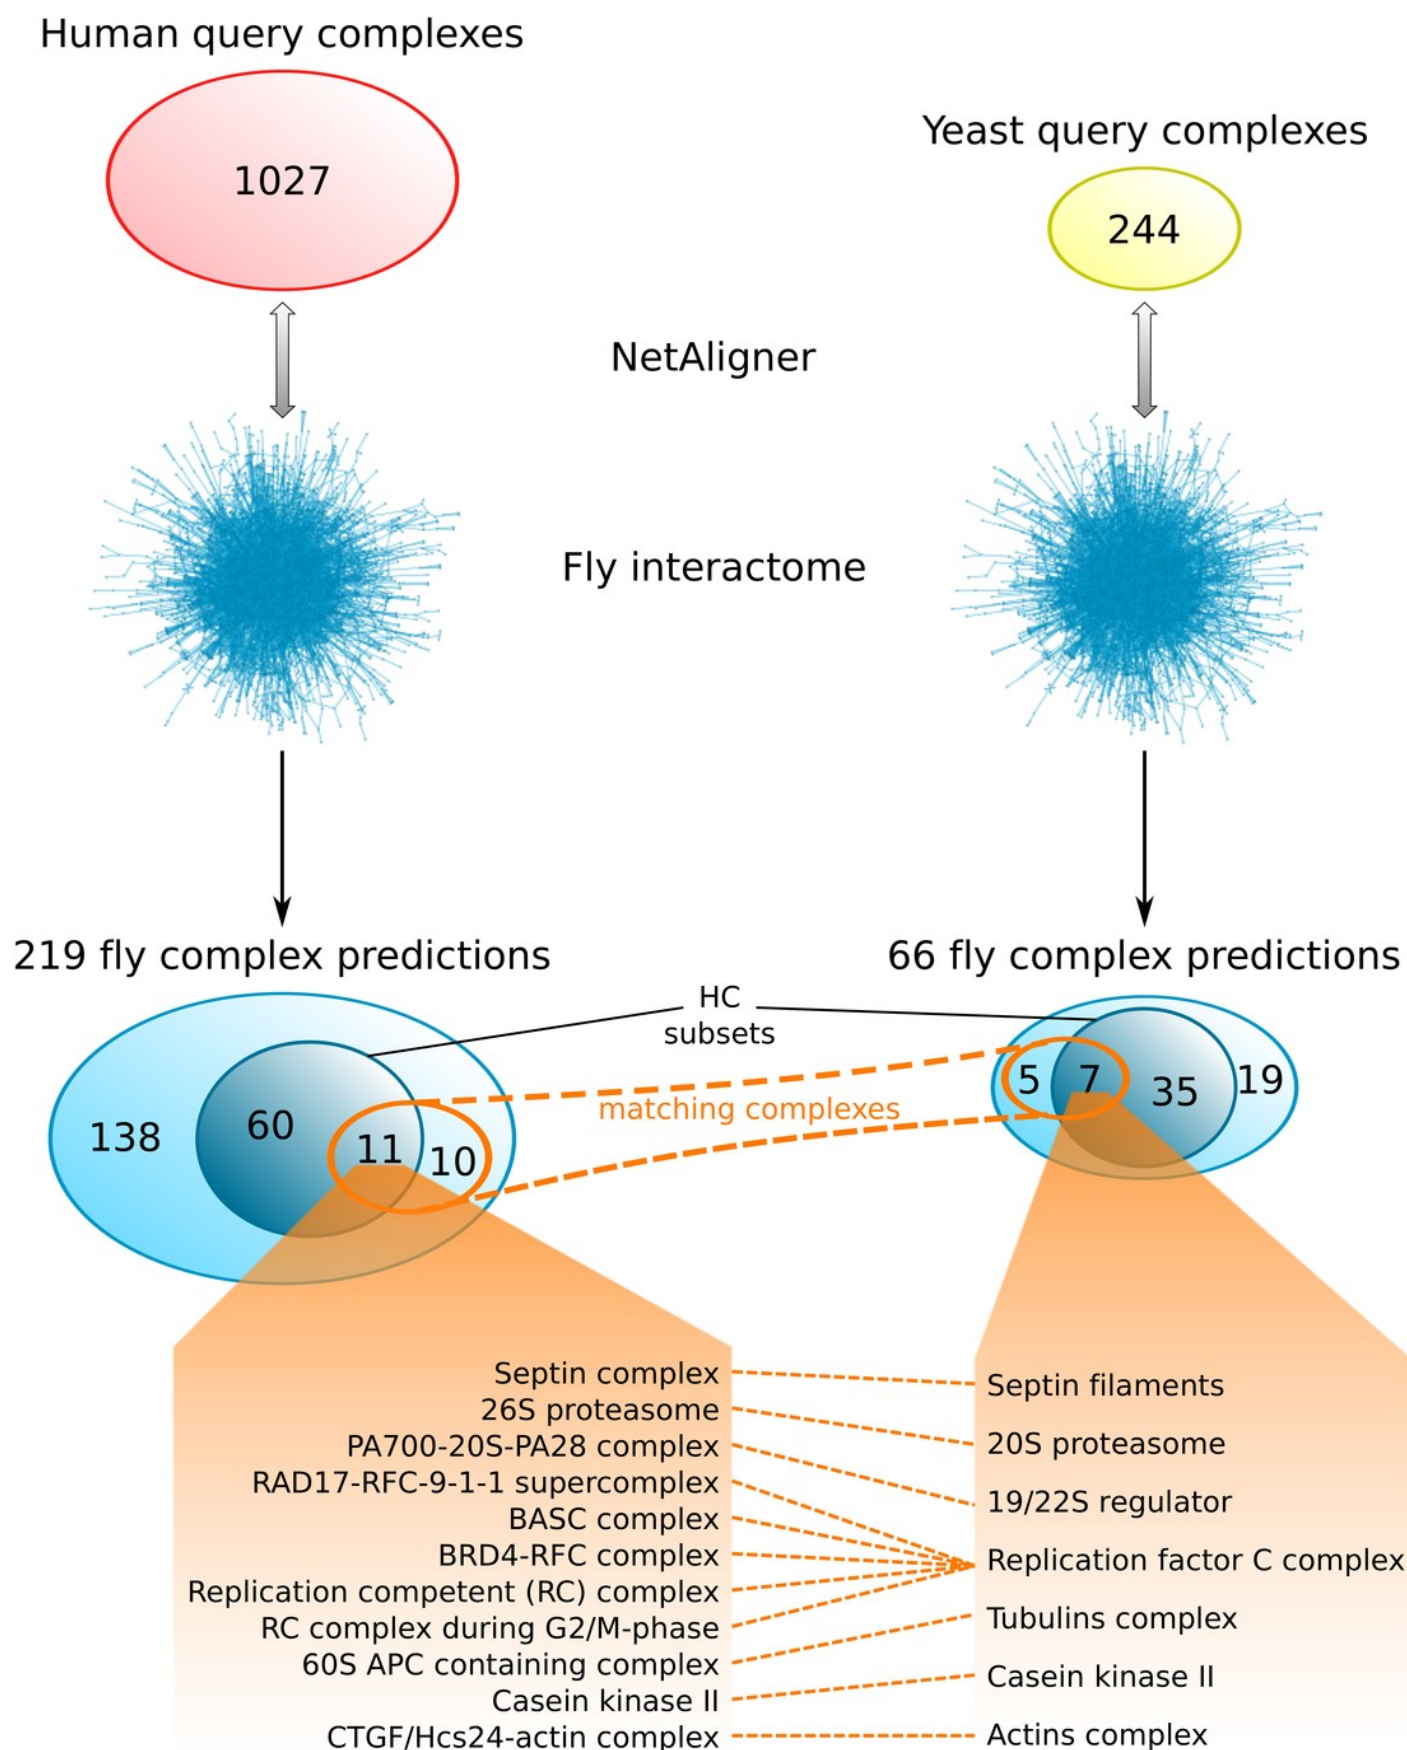 Human query complexes
1027
Yeast query complexes
244
NetAligner
Fly interactome
219 fly complex predictions
66 fly complex predictions
HC
subsets
138
60
11
10
matching complexes
5
7
35
19
Septin complex
26S proteasome
PA700-20S-PA28 complex
RAD17-RFC-9-1-1 supercomplex
BASC complex
BRD4-RFC complex
Replication competent (RC) complex
RC complex during G2/M-phase
60S APC containing complex
Casein kinase II
CTGF/Hcs24-actin complex
Septin filaments
20S proteasome
19/22S regulator
Replication factor C complex
Tubulins complex
Casein kinase II
Actins complex